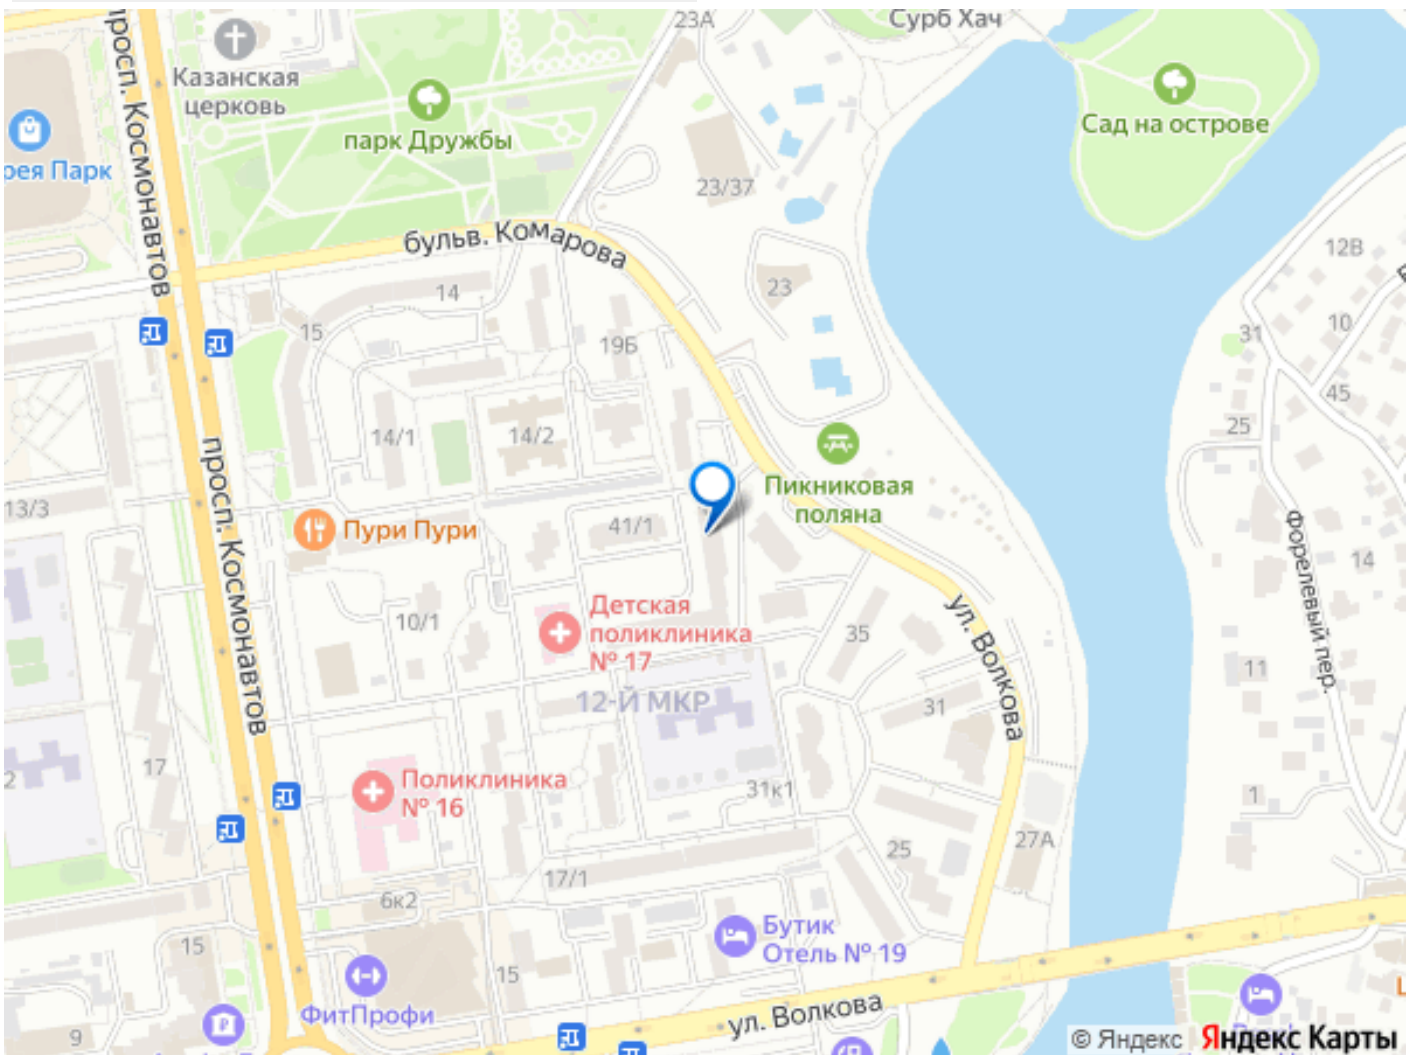 23А
Сурб Хач
просп. Космонавтов
Казанская
церковь
парк Дружбы
Сад на острове
рея Парк
23/37
бульв. Комарова
12В
14
23
15
19Б
31
10
45
25
14/1
14/2
просп. Космонавтов
Пикниковая
поляна
13/3
Пури Пури
41/1
Форелевый пер.
14
Детская
поликлиника
№ 17
10/1
35
ул. Волкова
11
12-Й МКР
31
17
2
Поликлиника
№ 16
31к1
1
27А
25
17/1
6к2
Бутик
Отель № 19
15
15
ФитПрофи
ул. Волкова
9
© Яндекс Яндекс Карты